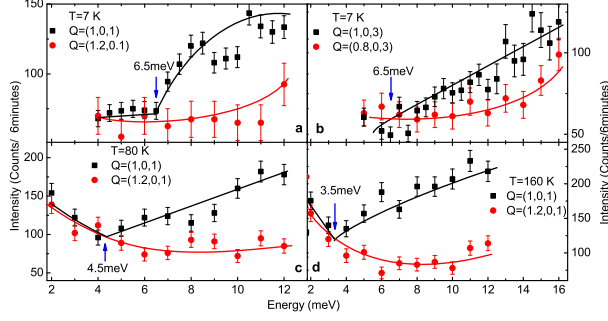 T=7 K
Q=(1,0,1)
Q=(1.2,0,1)
6.5meV
a
150
100
50
T=7 K
Q=(1,0,3)
Q=(0.8,0,3)
6.5meV
b
100
50
Intensity (Counts/ 6minutes)
Intensity (Counts/6minutes)
T=80 K
Q=(1,0,1)
Q=(1.2,0,1)
4.5meV
c
200
150
100
50
2 4 6 8 10 12
3.5meV
T=160 K
Q=(1,0,1)
Q=(1.2,0,1)
d
250
200
150
100
2 4 6 8 10 12 14 16
Energy (meV)